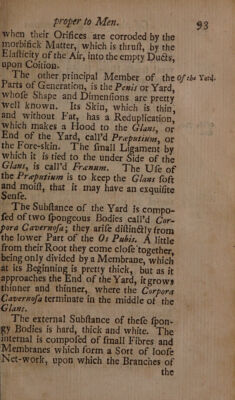 proper to Men. 93
when their Orifices are corroded by the
morbifick Matter, which is thrust, by the
Elasticity of the Air, into the empty Ducts,
upon Coition.
The other principal Member of the of the Yard.
Parts of Generation, is the Penis or Yard,
whose Shape and Dimensions are pretty
well known. Its Skin, which is thin,
and without Fat, has a Reduplication,
which makes a Hood to the Glans, or
End of the Yard, call'd Præputium, or
the Fore-skin. The small Ligament by
which it is tied to the under Side of the
Glans, is call'd Frænum. The Use of
the Præputium is to keep the Glans soft
and moist, that it may have an exquisite
Sense.
The Substance of the Yard is compo-
sed of two spongeous Bodies call'd Cor-
pora Cavernosa; they arise distinctly from
the lower Part of the Os Pubis. A little
from their Root they come close together,
being only divided by a Membrane, which
at its Beginning is pretty thick, but as it
approaches the End of the Yard, it grows
thinner and thinner, where the Corpora
Cavernosa terminate in the middle of the
Glans.
The external Substance of these spon-
gy Bodies is hard, thick and white. The
internal is composed of small Fibres and
Membranes which form a Sort of loose
Net-work, upon which the Branches of
the